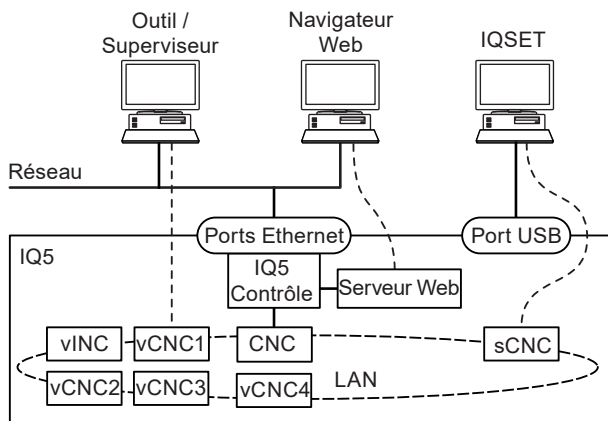 Outil /
Superviseur
Navigateur
Web
IQSET
Réseau
Ports Ethernet
Port USB
IQ5
IQ5
Contrôle
Serveur Web
vINC
vCNC1
CNC
sCNC
vCNC2
vCNC3
vCNC4
LAN